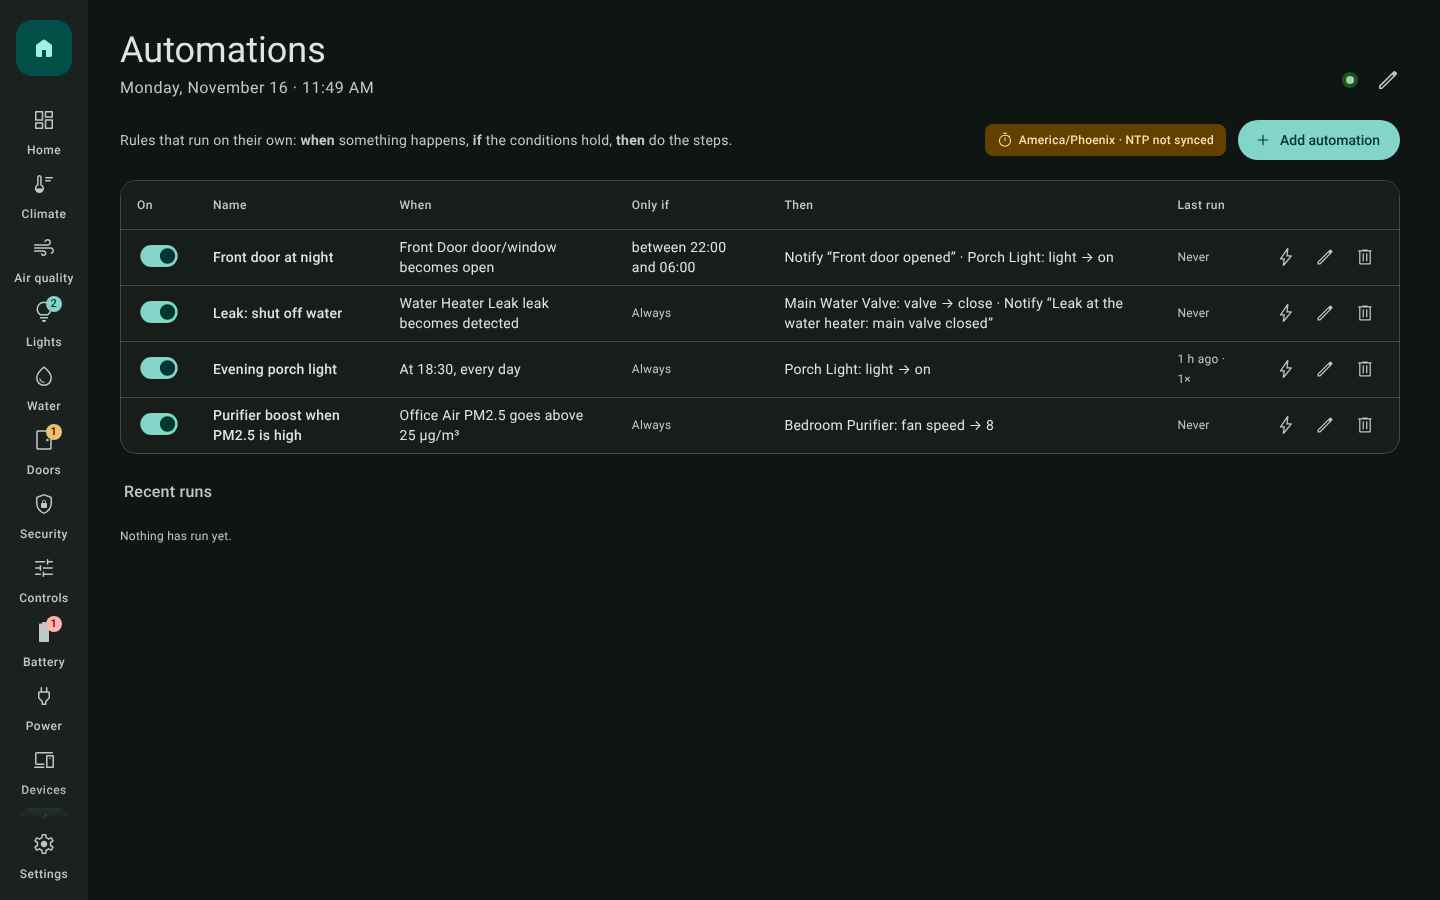 Automations
Monday, November 16 · 11:49 AM
Rules that run on their own: when something happens, if the conditions hold, then do the steps.
America/Phoenix · NTP not synced
+ Add automation
Home
Climate
Air quality
2
Lights
Water
1
Doors
Security
Controls
1
Battery
Power
Devices
Settings
On
Name
When
Only if
Then
Last run
Front door at night
Front Door door/window
becomes open
between 22:00
and 06:00
Notify “Front door opened” · Porch Light: light → on
Never
Leak: shut off water
Water Heater Leak leak
becomes detected
Always
Main Water Valve: valve → close · Notify “Leak at the
water heater: main valve closed”
Never
Evening porch light
At 18:30, every day
Always
Porch Light: light → on
1 h ago ·
1×
Purifier boost when
PM2.5 is high
Office Air PM2.5 goes above
25 µg/m³
Always
Bedroom Purifier: fan speed → 8
Never
Recent runs
Nothing has run yet.